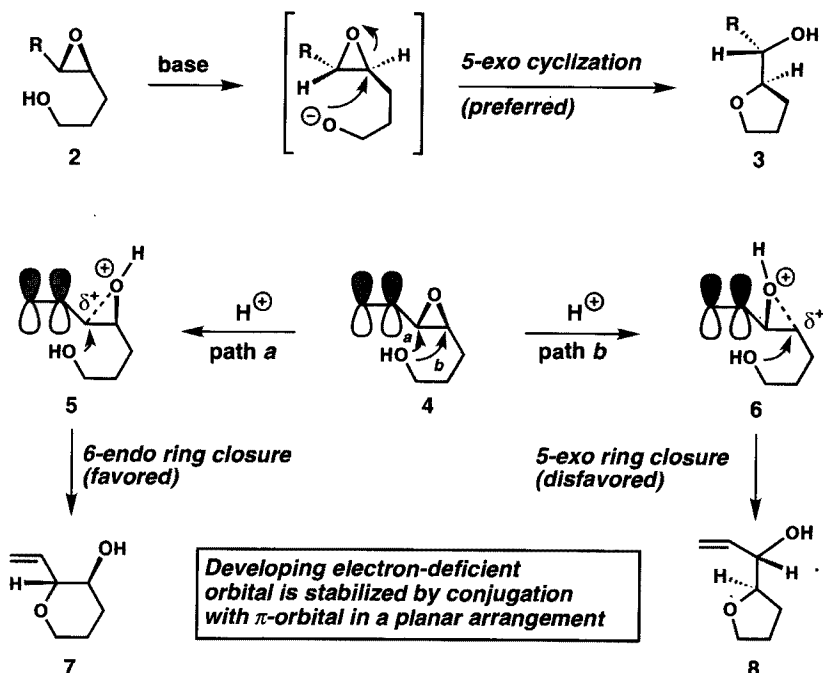 R
O
HO
2
base
R
O
H
H
⊖O
5-exo cyclization
(preferred)
R
OH
H
H
O
3
H
⊕
O
δ+
HO
5
H⊕
path a
O
a
HO
b
4
H⊕
path b
H
O
⊕
δ+
HO
6
6-endo ring closure
(favored)
5-exo ring closure
(disfavored)
OH
H
O
7
Developing electron-deficient
orbital is stabilized by conjugation
with π-orbital in a planar arrangement
OH
H
H
O
8